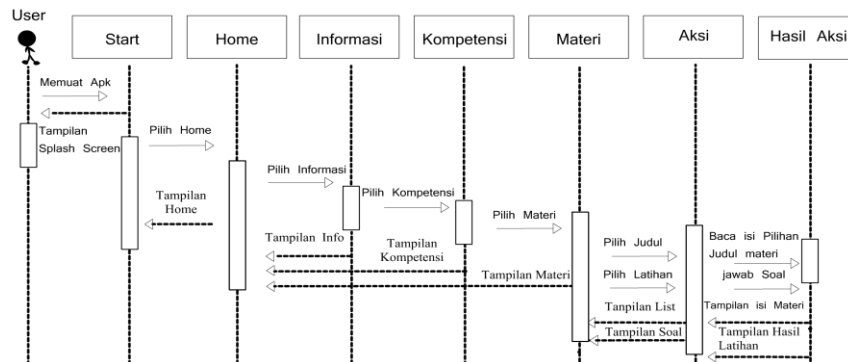 User
Start
Home
Informasi
Kompetensi
Materi
Aksi
Hasil Aksi
Memuat Apk
Tampilan
Splash Screen
Pilih Home
Tampilan
Home
Pilih Informasi
Pilih Kompetensi
Pilih Materi
Tampilan Info
Tampilan
Kompetensi
Tampilan Materi
Pilih Judul
Pilih Latihan
Baca isi Pilihan
Judul materi
jawab Soal
Tanpilan List
Tampilan Soal
Tampilan isi Materi
Tampilan Hasil
Latihan